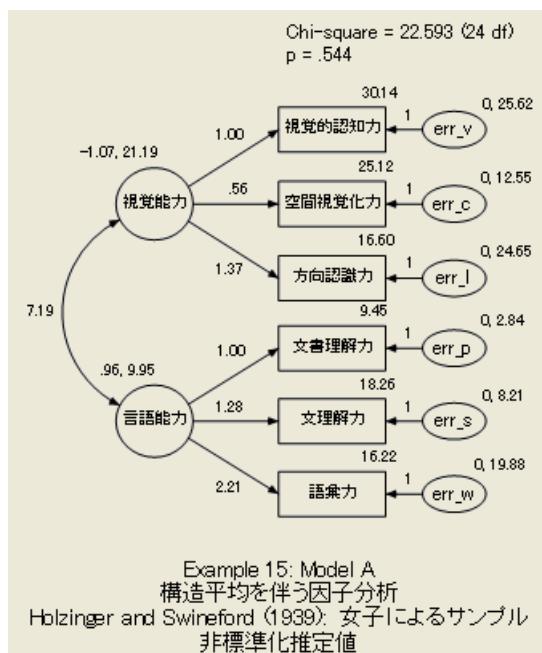 Chi-square = 22.593 (24 df)
p = .544
30.14
0, 25.62
1.00
視覚的認知力
1
err_v
-1.07, 21.19
25.12
0, 12.55
視覚能力
.56
空間視覚化力
1
err_c
16.60
0, 24.65
1.37
方向認識力
1
err_l
7.19
9.45
0, 2.84
1.00
文書理解力
1
err_p
.96, 9.95
18.26
0, 8.21
言語能力
1.28
文理解力
1
err_s
16.22
0, 19.88
2.21
語彙力
1
err_w
Example 15: Model A
構造平均を伴う因子分析
Holzinger and Swineford (1939): 女子によるサンプル
非標準化推定値